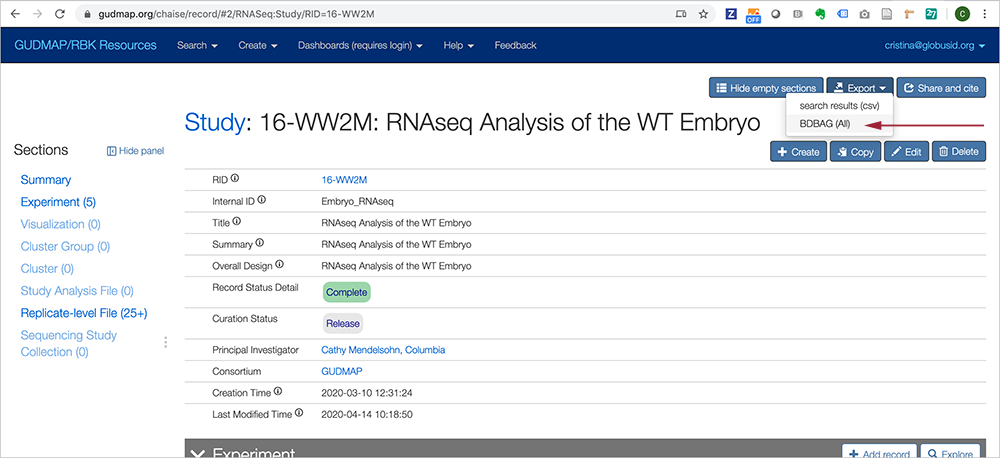 gudmap.org/chaise/record/#2/RNASeq:Study/RID=16-WW2M
OFF
Z
C
GUDMAP/RBK Resources Search Create Dashboards (requires login) Help Feedback cristina@globusid.org
Hide empty sections Export Share and cite
search results (csv)
BDBAG (All)
Study: 16-WW2M: RNAseq Analysis of the WT Embryo
Create Copy Edit Delete
Sections Hide panel
Summary
Experiment (5)
Visualization (0)
Cluster Group (0)
Cluster (0)
Study Analysis File (0)
Replicate-level File (25+)
Sequencing Study
Collection (0)
RID 16-WW2M
Internal ID Embryo_RNAseq
Title RNAseq Analysis of the WT Embryo
Summary RNAseq Analysis of the WT Embryo
Overall Design RNAseq Analysis of the WT Embryo
Record Status Detail Complete
Curation Status Release
Principal Investigator Cathy Mendelsohn, Columbia
Consortium GUDMAP
Creation Time 2020-03-10 12:31:24
Last Modified Time 2020-04-14 10:18:50
Experiment Add record Explore